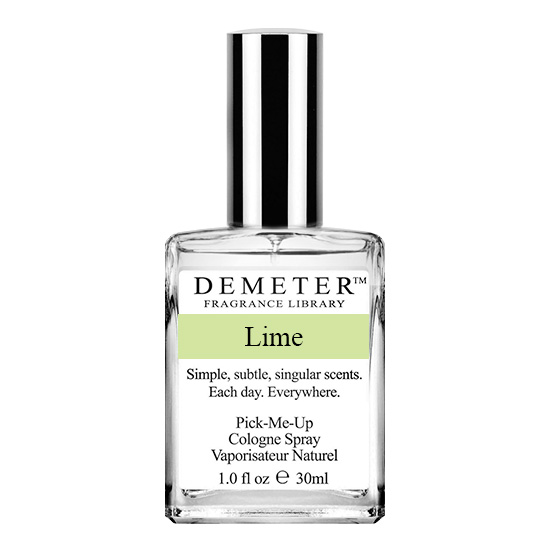 DEMETER™
FRAGRANCE LIBRARY
Lime
Simple, subtle, singular scents.
Each day. Everywhere.
Pick-Me-Up
Cologne Spray
Vaporisateur Naturel
1.0 fl oz ℮ 30ml